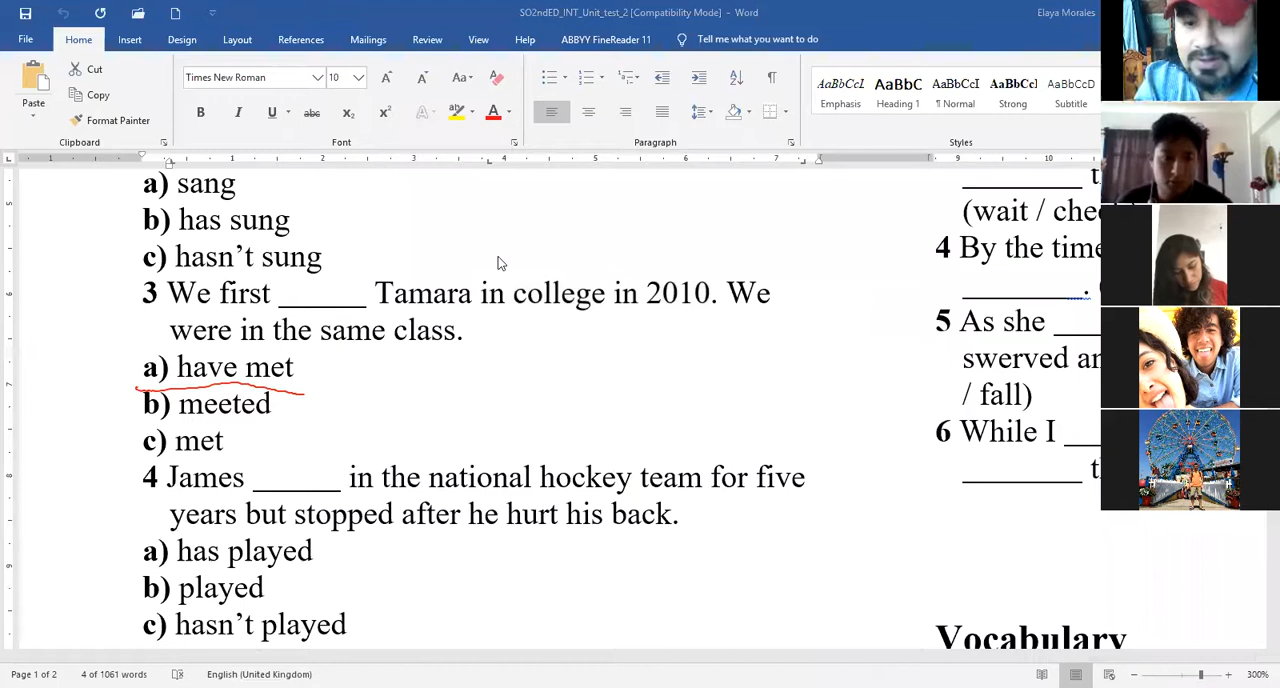 SO2ndED_INT_Unit_test_2 [Compatibility Mode] - Word
Elaya Morales
File Home Insert Design Layout References Mailings Review View Help ABBYY FineReader 11 Tell me what you want to do
Paste
Cut
Copy
Format Painter
Clipboard
Times New Roman 10
Font
Paragraph
AaBbCcI AaBbC AaBbCcI AaBbCcI AaBbCcD
Emphasis Heading 1 ¶ Normal Strong Subtitle
Styles
a) sang
b) has sung
c) hasn't sung
3 We first ______ Tamara in college in 2010. We
were in the same class.
a) have met
b) meeted
c) met
4 James ______ in the national hockey team for five
years but stopped after he hurt his back.
a) has played
b) played
c) hasn't played
________ t
(wait / che
4 By the time
________.
5 As she ___
swerved an
/ fall)
6 While I __
________ t
Vocabulary
Page 1 of 2 4 of 1061 words English (United Kingdom) 300%